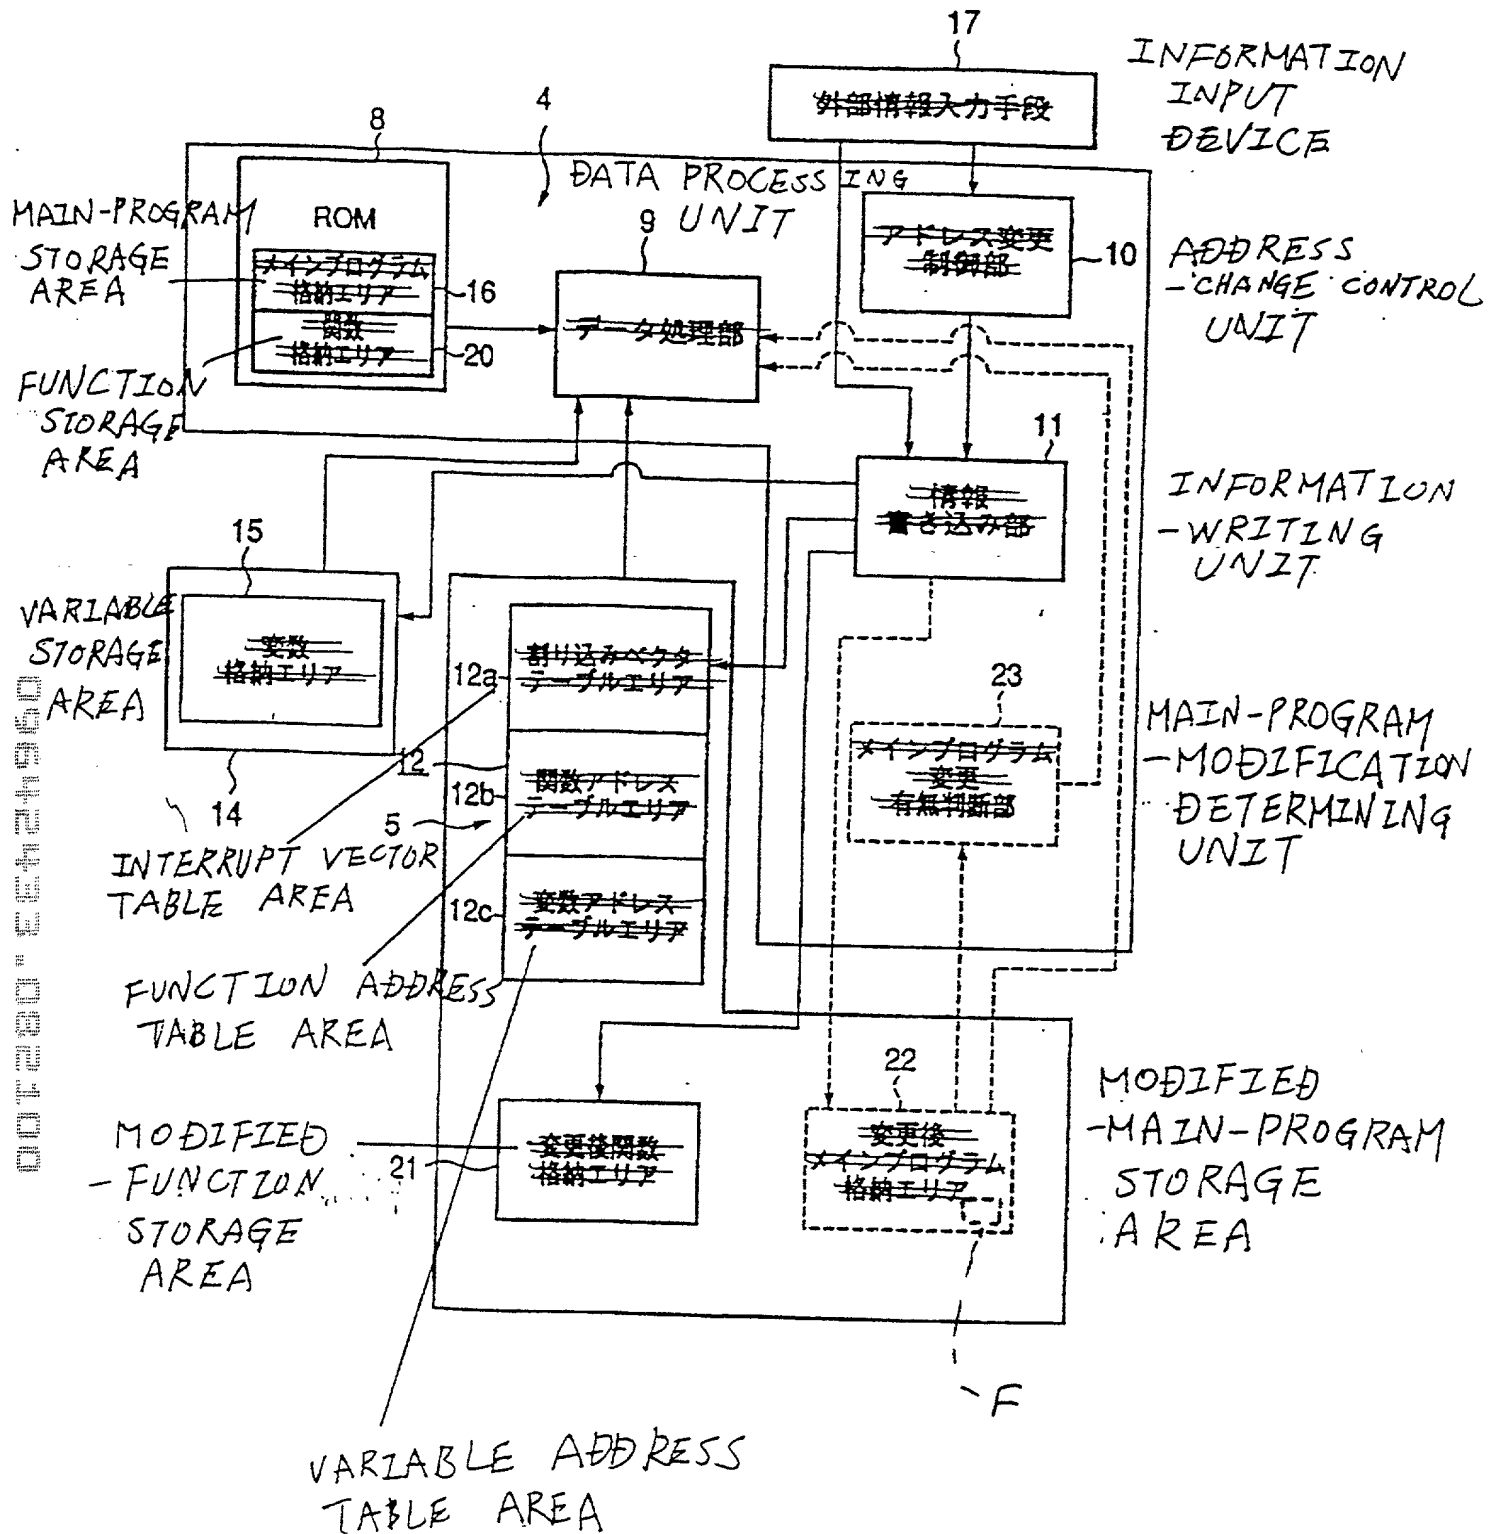 17
外部情報入力手段
INFORMATION
INPUT
DEVICE
8
4
DATA PROCESSING
UNIT
9
MAIN-PROGRAM
STORAGE
AREA
ROM
メインプログラム
格納エリア
16
関数
格納エリア
20
FUNCTION
STORAGE
AREA
データ処理部
アドレス変更
制御部
10
ADDRESS
-CHANGE CONTROL
UNIT
11
情報
書き込み部
INFORMATION
-WRITING
UNIT
15
VARIABLE
STORAGE
AREA
変数
格納エリア
14
12a
割り込みベクタ
テーブルエリア
12
12b
関数アドレス
テーブルエリア
5
12c
変数アドレス
テーブルエリア
INTERRUPT VECTOR
TABLE AREA
FUNCTION ADDRESS
TABLE AREA
23
メインプログラム
変更
有無判断部
MAIN-PROGRAM
-MODIFICATION
DETERMINING
UNIT
MODIFIED
-FUNCTION
STORAGE
AREA
21
変更後関数
格納エリア
22
変更後
メインプログラム
格納エリア
MODIFIED
-MAIN-PROGRAM
STORAGE
AREA
F
VARIABLE ADDRESS
TABLE AREA